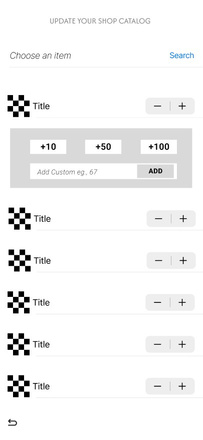 UPDATE YOUR SHOP CATALOG
Choose an item Search
Title − +
+10 +50 +100
Add Custom eg., 67 ADD
Title − +
Title − +
Title − +
Title − +
Title − +